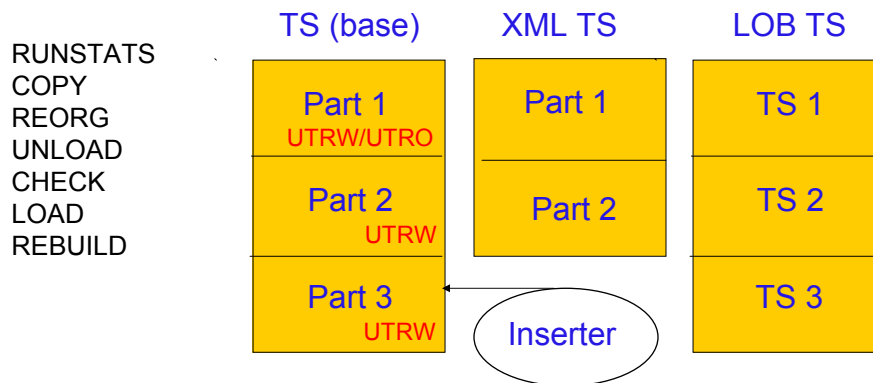 TS (base)
XML TS
LOB TS
RUNSTATS
COPY
REORG
UNLOAD
CHECK
LOAD
REBUILD
Part 1
UTRW/UTRO
Part 2
UTRW
Part 3
UTRW
Part 1
Part 2
Inserter
TS 1
TS 2
TS 3